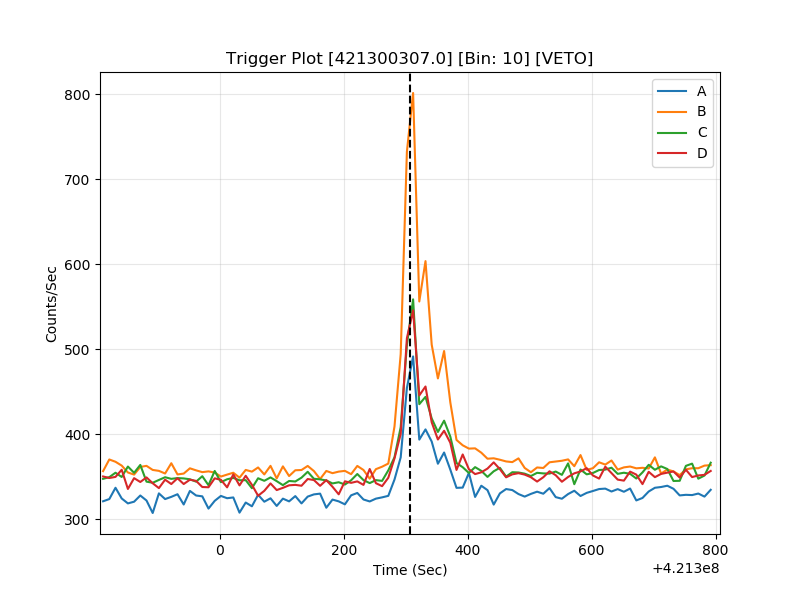 Trigger Plot [421300307.0] [Bin: 10] [VETO]
A
B
C
D
800
700
600
500
400
300
Counts/Sec
0 200 400 600 800
+4.213e8
Time (Sec)